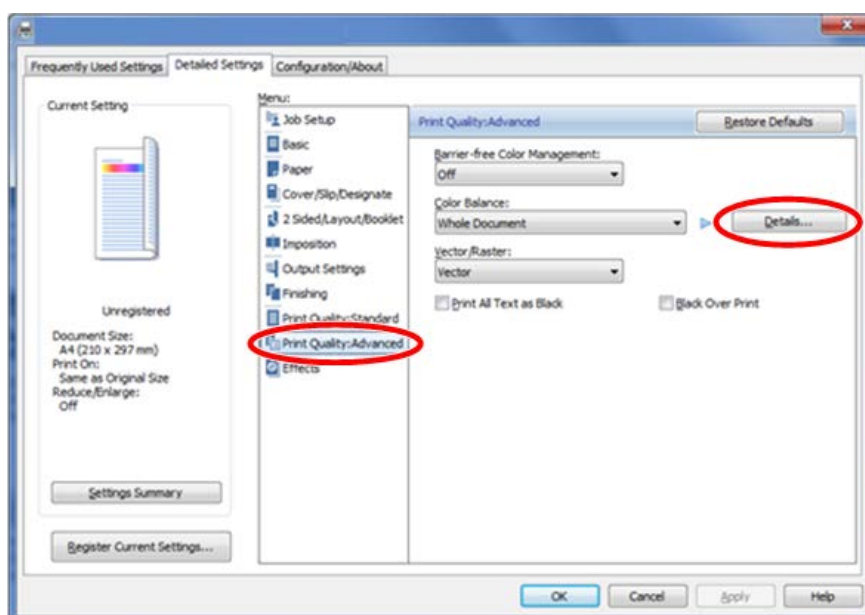 Frequently Used Settings
Detailed Settings
Configuration/About
Current Setting
Unregistered
Document Size:
A4 (210 x 297 mm)
Print On:
Same as Original Size
Reduce/Enlarge:
Off
Settings Summary
Register Current Settings...
Menu:
Job Setup
Basic
Paper
Cover/Slip/Designate
2 Sided/Layout/Booklet
Imposition
Output Settings
Finishing
Print Quality:Standard
Print Quality:Advanced
Effects
Print Quality:Advanced
Restore Defaults
Barrier-free Color Management:
Off
Color Balance:
Whole Document
Details...
Vector/Raster:
Vector
Print All Text as Black
Black Over Print
OK
Cancel
Apply
Help